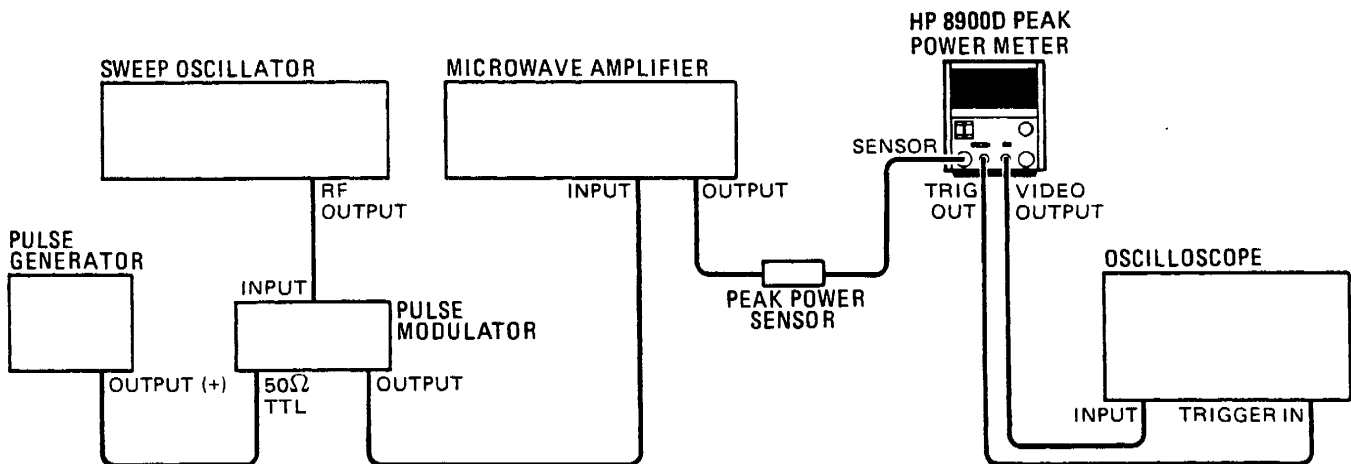 HP 8900D PEAK
POWER METER
SWEEP OSCILLATOR
MICROWAVE AMPLIFIER
SENSOR
RF
OUTPUT
INPUT
OUTPUT
TRIG
OUT
VIDEO
OUTPUT
PULSE
GENERATOR
INPUT
PULSE
MODULATOR
PEAK POWER
SENSOR
OSCILLOSCOPE
OUTPUT (+)
50Ω
TTL
OUTPUT
INPUT
TRIGGER IN